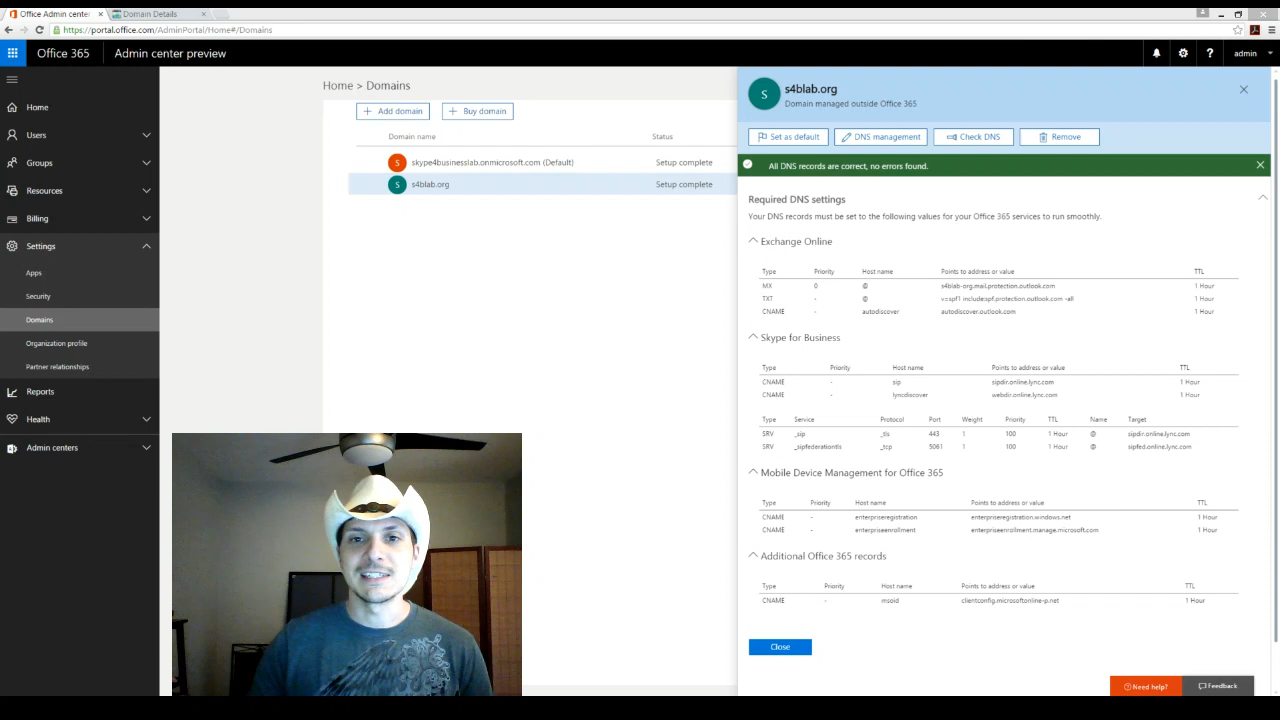 Office Admin center
Domain Details
https://portal.office.com/AdminPortal/Home#/Domains
Office 365
Admin center preview
admin
Home
Users
Groups
Resources
Billing
Settings
Apps
Security
Domains
Organization profile
Partner relationships
Reports
Health
Admin centers
Home > Domains
Add domain
Buy domain
Domain name Status
S skype4businesslab.onmicrosoft.com (Default) Setup complete
S s4blab.org Setup complete
S
s4blab.org
Domain managed outside Office 365
Set as default DNS management Check DNS Remove
All DNS records are correct, no errors found.
Required DNS settings
Your DNS records must be set to the following values for your Office 365 services to run smoothly.
Exchange Online
Type Priority Host name Points to address or value TTL
MX 0 @ s4blab-org.mail.protection.outlook.com 1 Hour
TXT - @ v=spf1 include:spf.protection.outlook.com -all 1 Hour
CNAME - autodiscover autodiscover.outlook.com 1 Hour
Skype for Business
Type Priority Host name Points to address or value TTL
CNAME - sip sipdir.online.lync.com 1 Hour
CNAME - lyncdiscover webdir.online.lync.com 1 Hour
Type Service Protocol Port Weight Priority TTL Name Target
SRV _sip _tls 443 1 100 1 Hour @ sipdir.online.lync.com
SRV _sipfederationtls _tcp 5061 1 100 1 Hour @ sipfed.online.lync.com
Mobile Device Management for Office 365
Type Priority Host name Points to address or value TTL
CNAME - enterpriseregistration enterpriseregistration.windows.net 1 Hour
CNAME - enterpriseenrollment enterpriseenrollment.manage.microsoft.com 1 Hour
Additional Office 365 records
Type Priority Host name Points to address or value TTL
CNAME - msoid clientconfig.microsoftonline-p.net 1 Hour
Close
Need help? Feedback